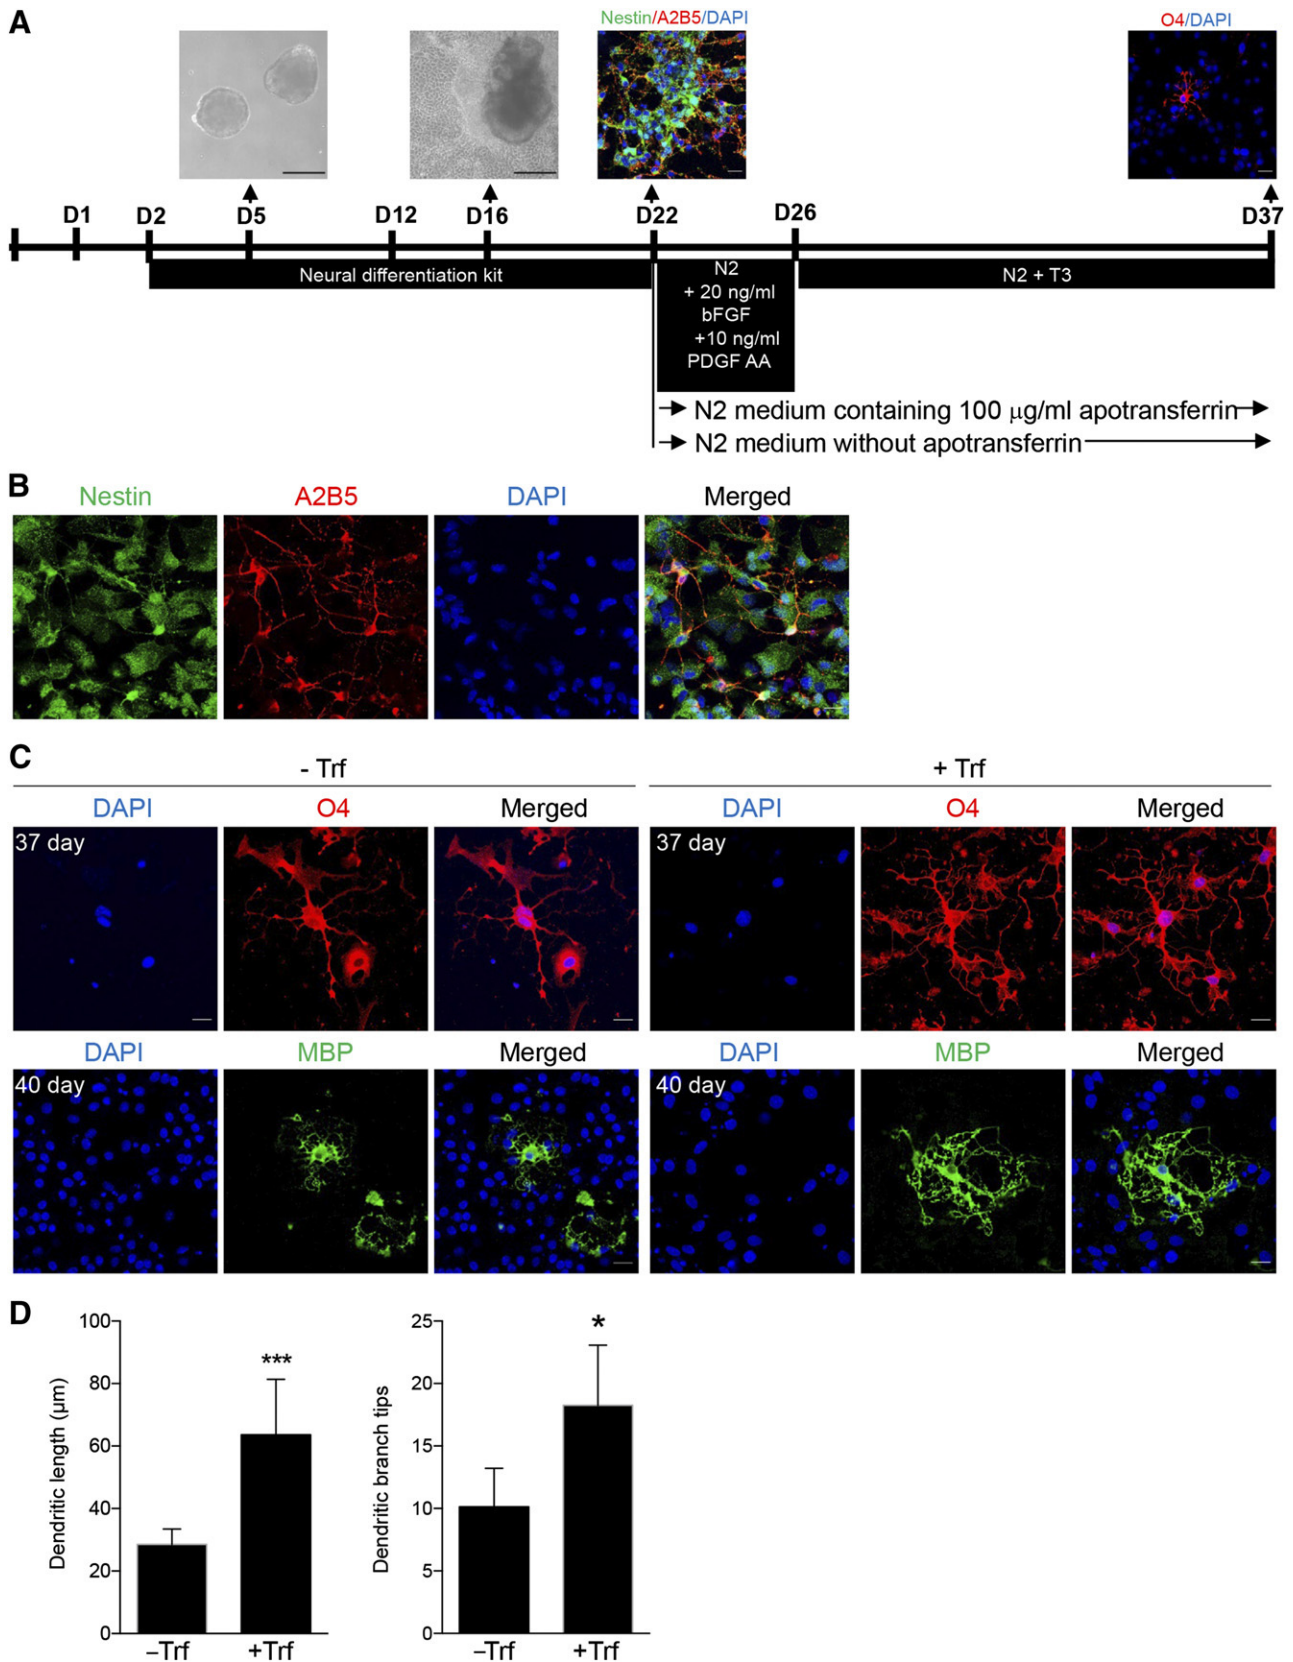 A
Nestin/A2B5/DAPI
O4/DAPI
D1
D2
D5
D12
D16
D22
D26
D37
Neural differentiation kit
N2
+ 20 ng/ml
bFGF
+10 ng/ml
PDGF AA
N2 + T3
N2 medium containing 100 μg/ml apotransferrin
N2 medium without apotransferrin
B
Nestin
A2B5
DAPI
Merged
C
- Trf
+ Trf
DAPI
O4
Merged
DAPI
O4
Merged
37 day
37 day
DAPI
MBP
Merged
DAPI
MBP
Merged
40 day
40 day
D
Dendritic length (μm)
100
80
60
40
20
0
***
–Trf
+Trf
Dendritic branch tips
25
20
15
10
5
0
*
–Trf
+Trf